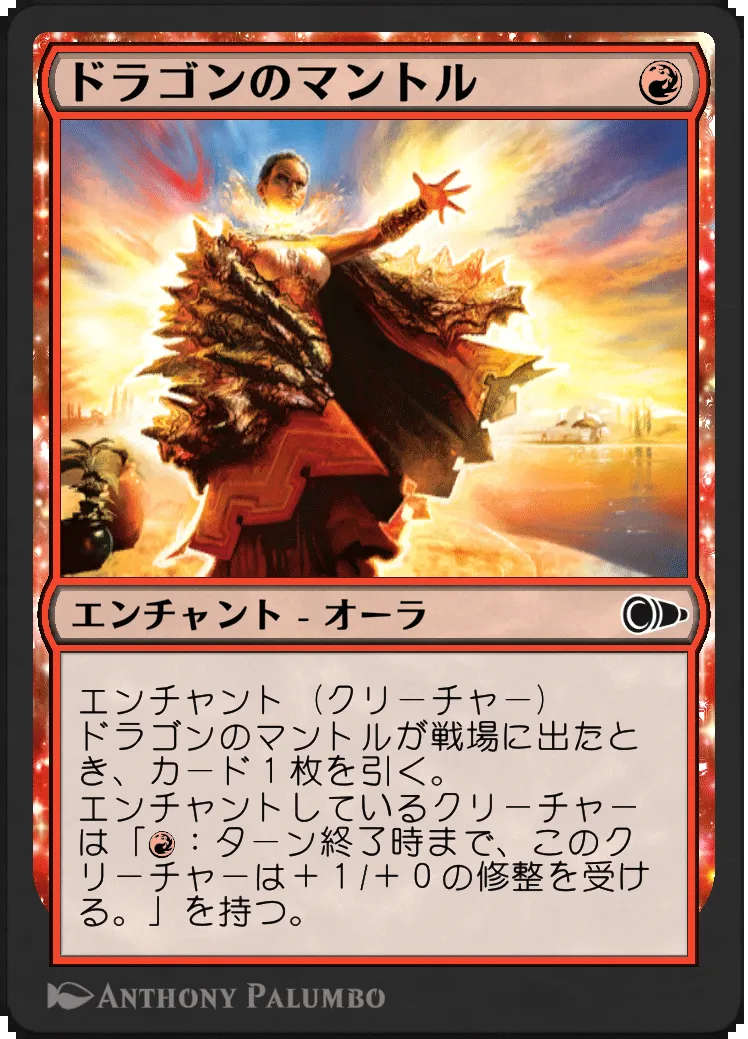 ドラゴンのマントル
エンチャント - オーラ
エンチャント（クリーチャー）
ドラゴンのマントルが戦場に出たと
き、カード１枚を引く。
エンチャントしているクリーチャー
は「：ターン終了時まで、このク
リーチャーは＋１/＋０の修整を受け
る。」を持つ。
ANTHONY PALUMBO